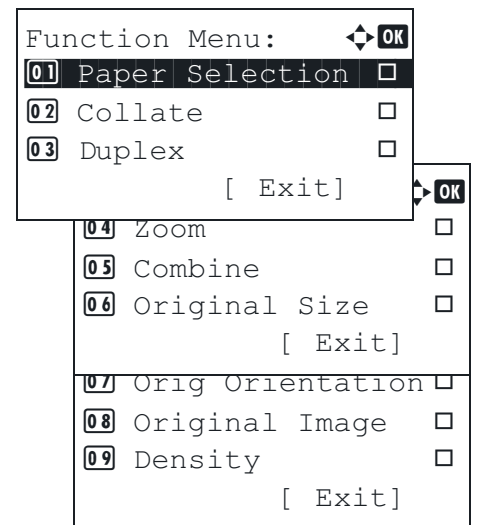 Function Menu: OK
01 Paper Selection
02 Collate
03 Duplex
[ Exit]
OK
04 Zoom
05 Combine
06 Original Size
[ Exit]
07 Orig Orientation
08 Original Image
09 Density
[ Exit]